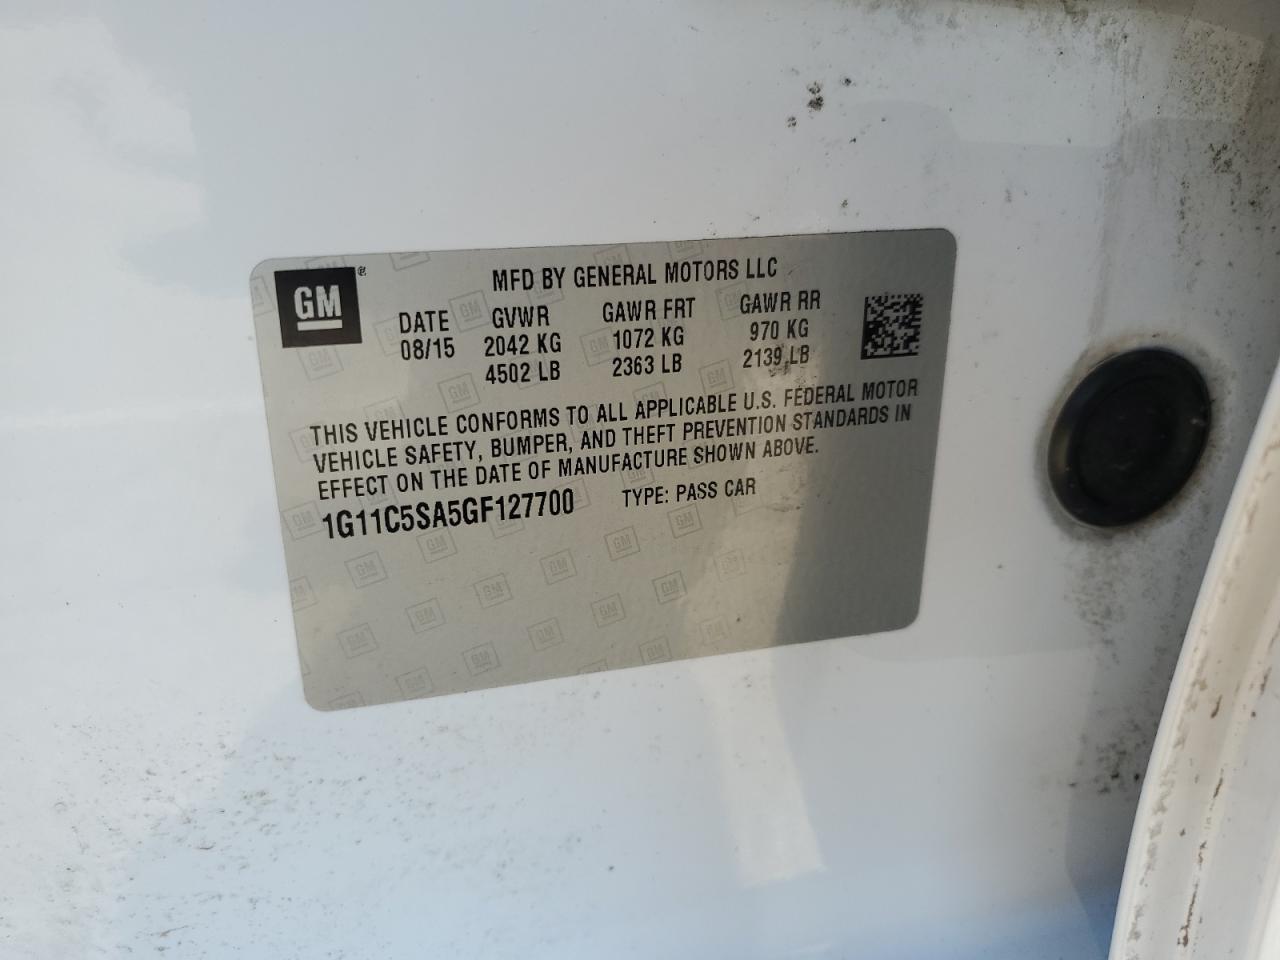 GM®
MFD BY GENERAL MOTORS LLC
DATE GVWR GAWR FRT GAWR RR
08/15 2042 KG 1072 KG 970 KG
4502 LB 2363 LB 2139 LB
THIS VEHICLE CONFORMS TO ALL APPLICABLE U.S. FEDERAL MOTOR
VEHICLE SAFETY, BUMPER, AND THEFT PREVENTION STANDARDS IN
EFFECT ON THE DATE OF MANUFACTURE SHOWN ABOVE.
1G11C5SA5GF127700 TYPE: PASS CAR